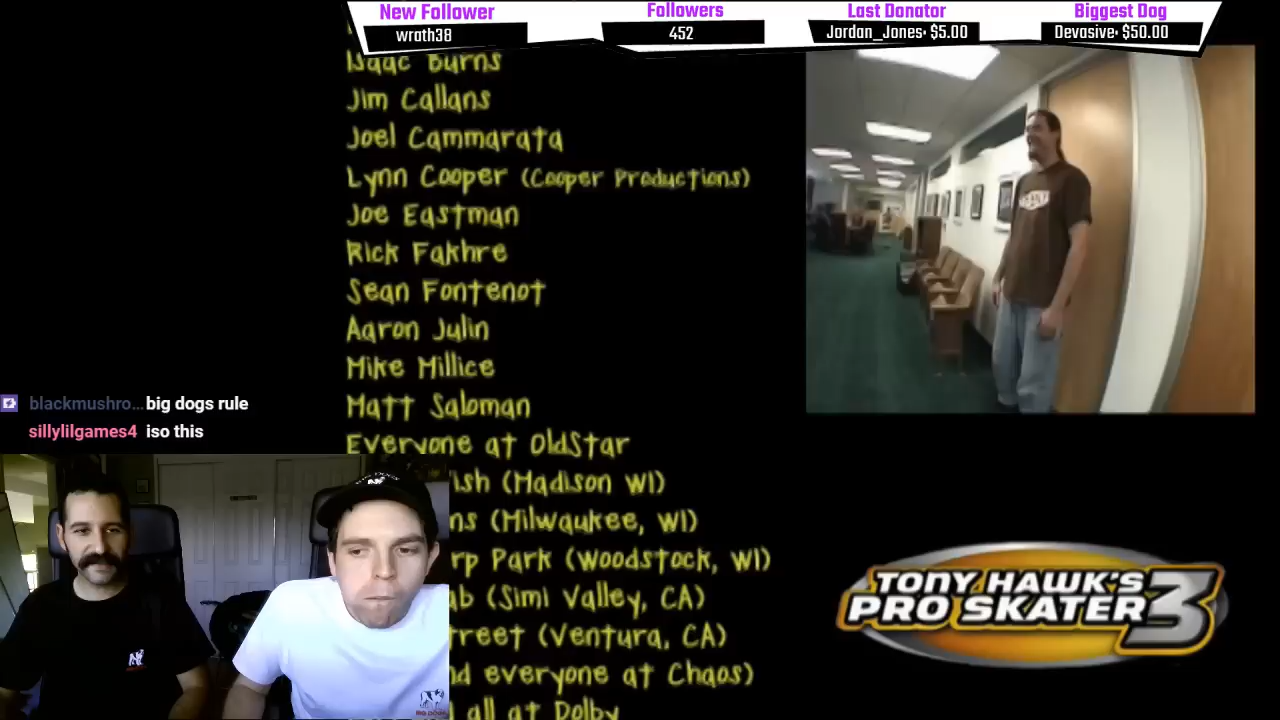 New Follower
wrath38
Followers
452
Last Donator
Jordan_Jones• $5.00
Biggest Dog
Devasive• $50.00
Isaac Burns
Jim Callans
Joel Cammarata
Lynn Cooper (Cooper Productions)
Joe Eastman
Rick Fakhre
Sean Fontenot
Aaron Julin
Mike Millice
Matt Saloman
Everyone at OldStar
(Madison WI)
(Milwaukee, WI)
Park (Woodstock, WI)
(Simi Valley, CA)
(Ventura, CA)
everyone at Chaos)
all at Dolby
blackmushro... big dogs rule
sillylilgames4 iso this
TONY HAWK'S
PRO SKATER 3